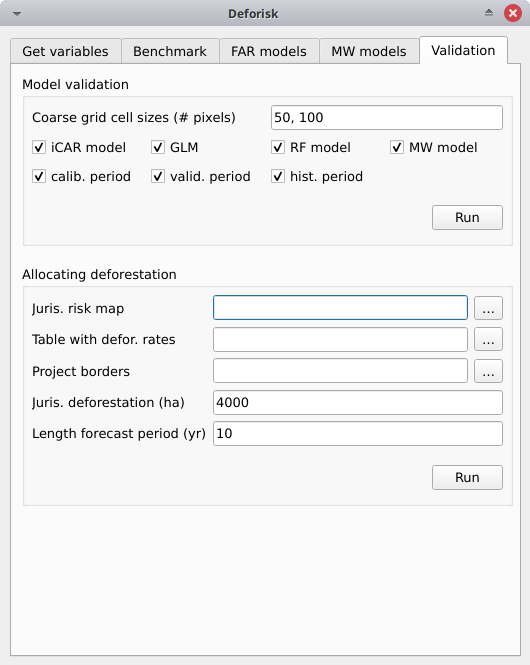 Deforisk
Get variables Benchmark FAR models MW models Validation
Model validation
Coarse grid cell sizes (# pixels) 50, 100
iCAR model GLM RF model MW model
calib. period valid. period hist. period
Run
Allocating deforestation
Juris. risk map ...
Table with defor. rates ...
Project borders ...
Juris. deforestation (ha) 4000
Length forecast period (yr) 10
Run